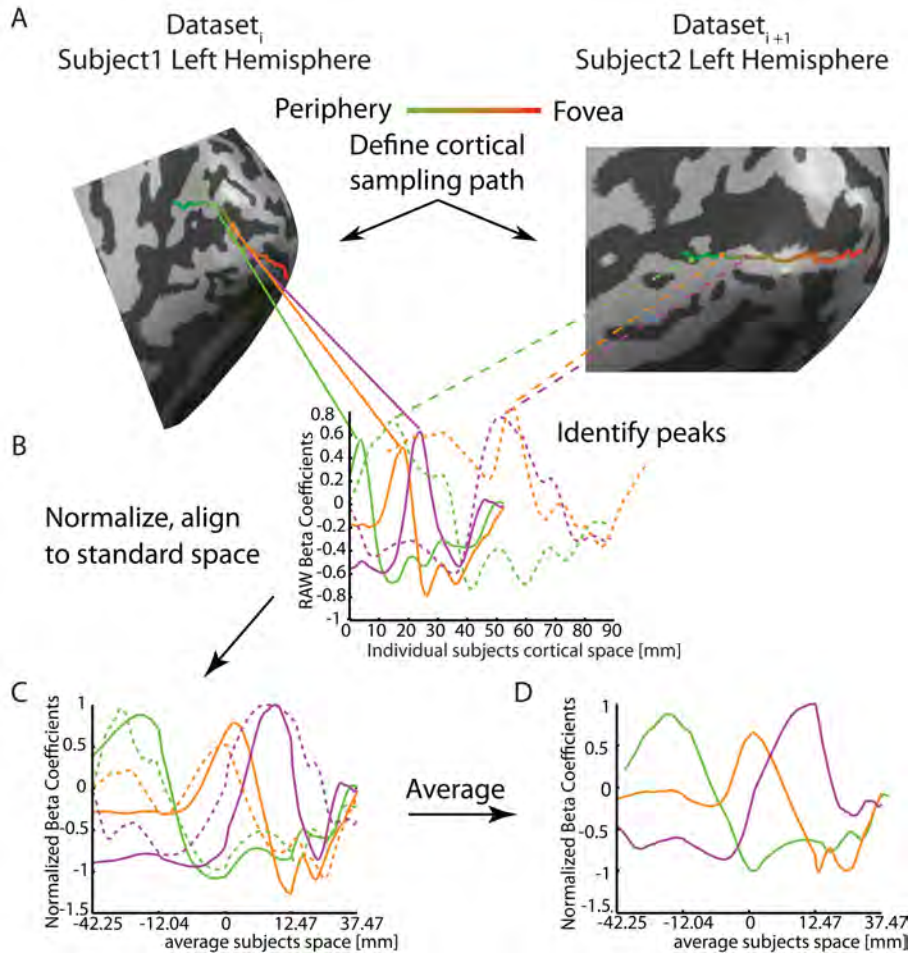 A
Dataset i
Subject1 Left Hemisphere
Dataset i +1
Subject2 Left Hemisphere
Periphery
Fovea
Define cortical
sampling path
B
Identify peaks
Normalize, align
to standard space
RAW Beta Coefficients
0.8
0.6
0.4
0.2
0
-0.2
-0.4
-0.6
-0.8
-1
0 10 20 30 40 50 60 70 80 90
Individual subjects cortical space [mm]
C
Normalized Beta Coefficients
1
0.5
0
-0.5
-1
-1.5
-42.25 -12.04 0 12.47 37.47
average subjects space [mm]
Average
D
Normalized Beta Coefficients
1
0.5
0
-0.5
-1
-1.5
-42.25 -12.04 0 12.47 37.47
average subjects space [mm]